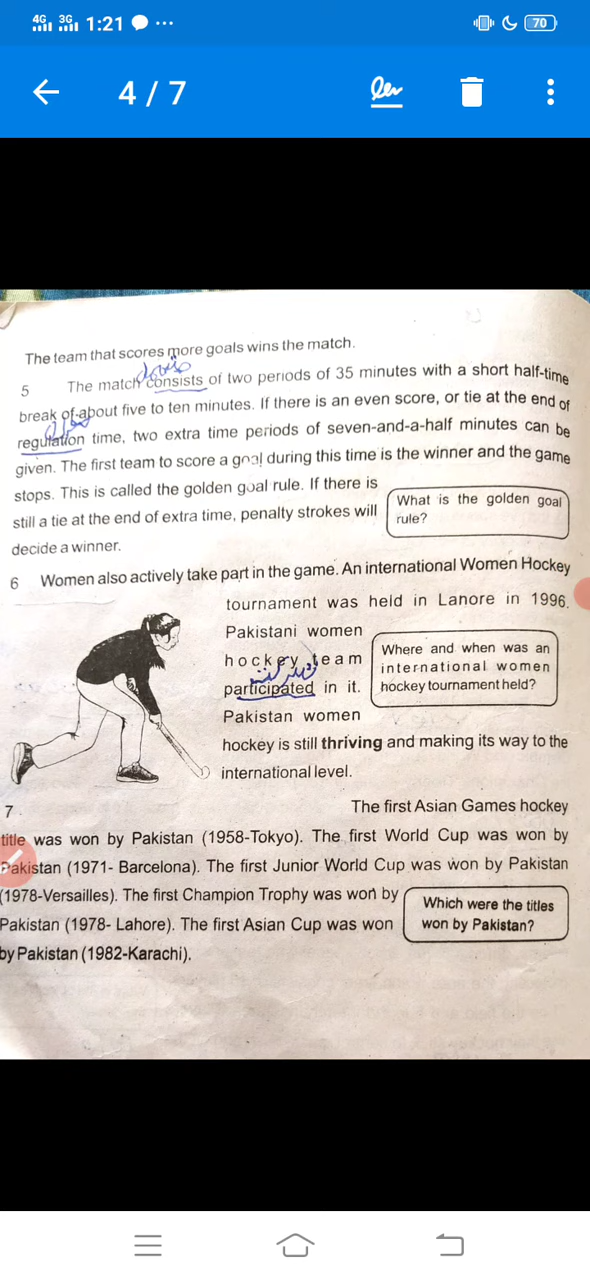 4G 3G 1:21 ...
70
4 / 7
The team that scores more goals wins the match.
5 The match consists of two periods of 35 minutes with a short half-time
break of about five to ten minutes. If there is an even score, or tie at the end of
regulation time, two extra time periods of seven-and-a-half minutes can be
given. The first team to score a goal during this time is the winner and the game
stops. This is called the golden goal rule. If there is
still a tie at the end of extra time, penalty strokes will
decide a winner.
What is the golden goal
rule?
6 Women also actively take part in the game. An international Women Hockey
tournament was held in Lahore in 1996.
Pakistani women
hockey team
participated in it.
Pakistan women
hockey is still thriving and making its way to the
international level.
Where and when was an
international women
hockey tournament held?
7 The first Asian Games hockey
title was won by Pakistan (1958-Tokyo). The first World Cup was won by
Pakistan (1971- Barcelona). The first Junior World Cup was won by Pakistan
(1978-Versailles). The first Champion Trophy was won by
Pakistan (1978- Lahore). The first Asian Cup was won
by Pakistan (1982-Karachi).
Which were the titles
won by Pakistan?